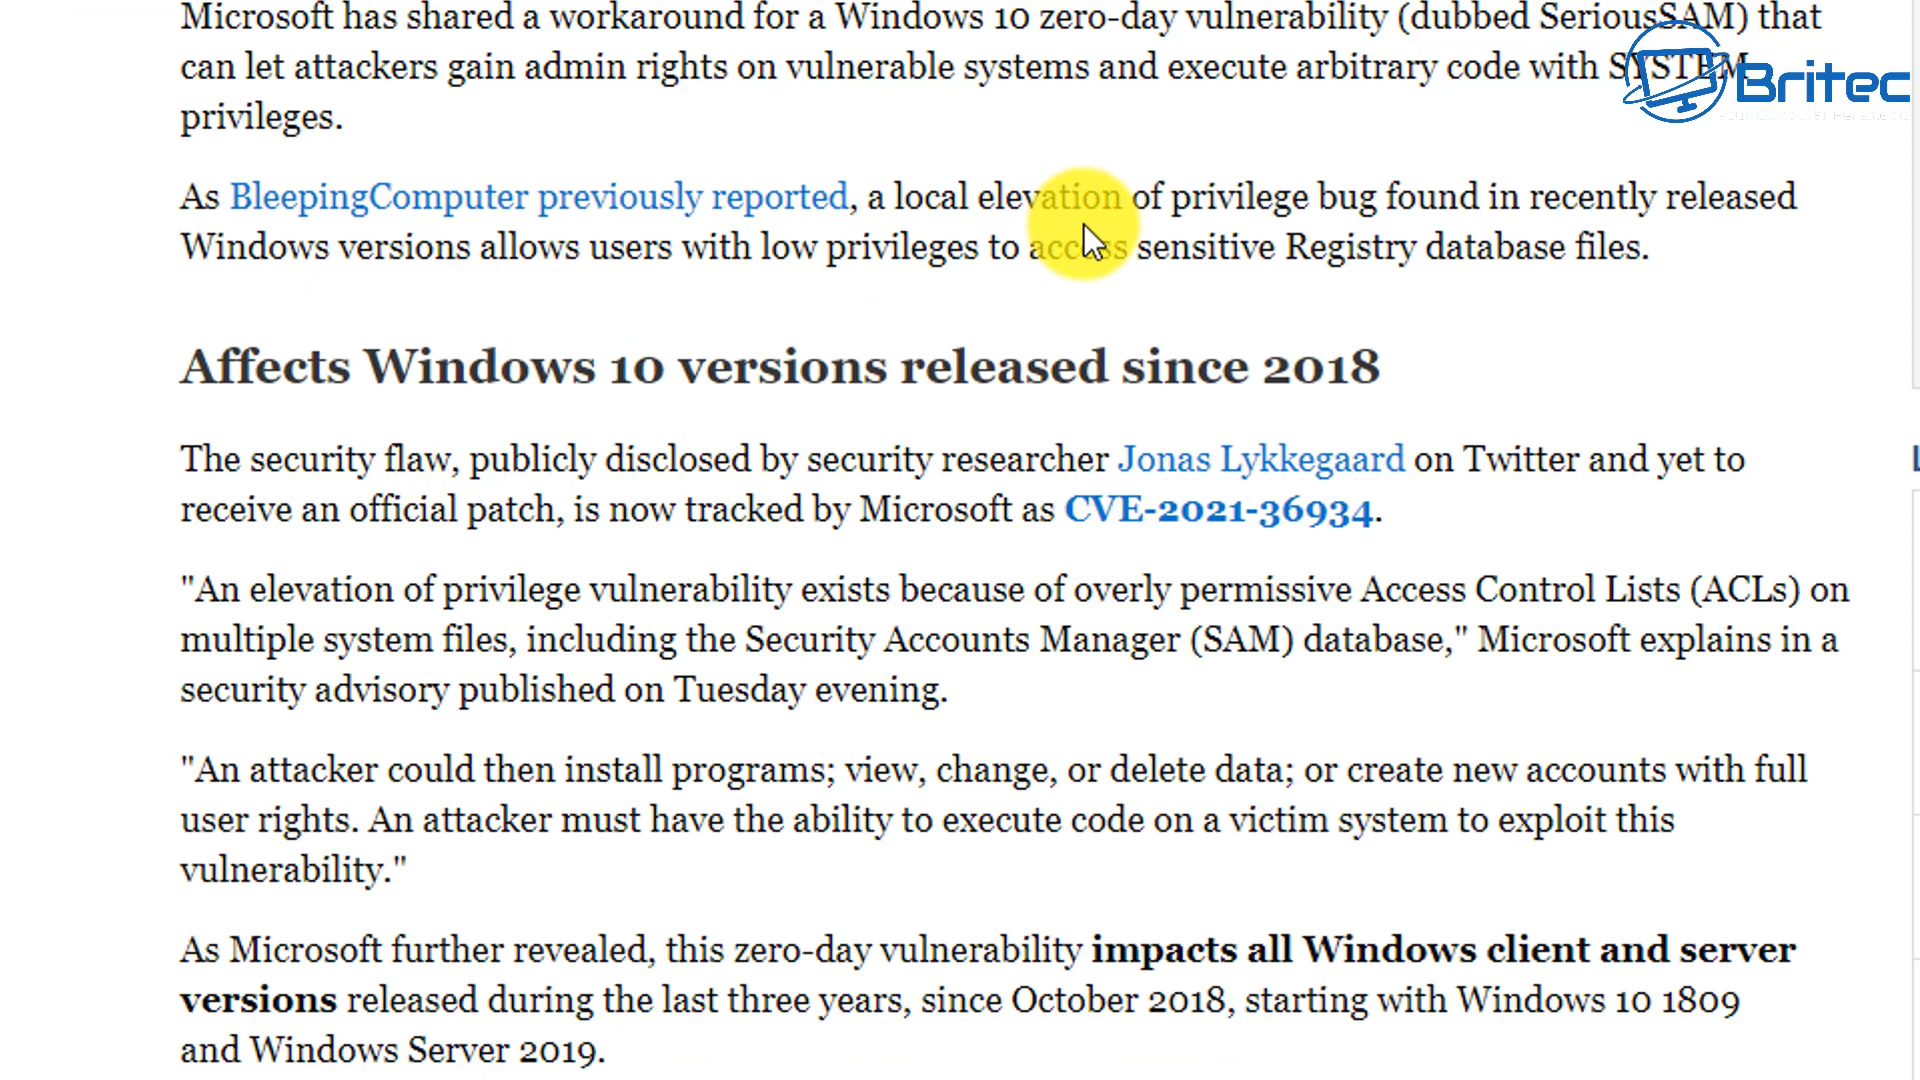 Microsoft has shared a workaround for a Windows 10 zero-day vulnerability (dubbed SeriousSAM) that
can let attackers gain admin rights on vulnerable systems and execute arbitrary code with SYSTEM
privileges.
Britec
As BleepingComputer previously reported, a local elevation of privilege bug found in recently released
Windows versions allows users with low privileges to access sensitive Registry database files.
Affects Windows 10 versions released since 2018
The security flaw, publicly disclosed by security researcher Jonas Lykkegaard on Twitter and yet to
receive an official patch, is now tracked by Microsoft as CVE-2021-36934.
"An elevation of privilege vulnerability exists because of overly permissive Access Control Lists (ACLs) on
multiple system files, including the Security Accounts Manager (SAM) database," Microsoft explains in a
security advisory published on Tuesday evening.
"An attacker could then install programs; view, change, or delete data; or create new accounts with full
user rights. An attacker must have the ability to execute code on a victim system to exploit this
vulnerability."
As Microsoft further revealed, this zero-day vulnerability impacts all Windows client and server
versions released during the last three years, since October 2018, starting with Windows 10 1809
and Windows Server 2019.